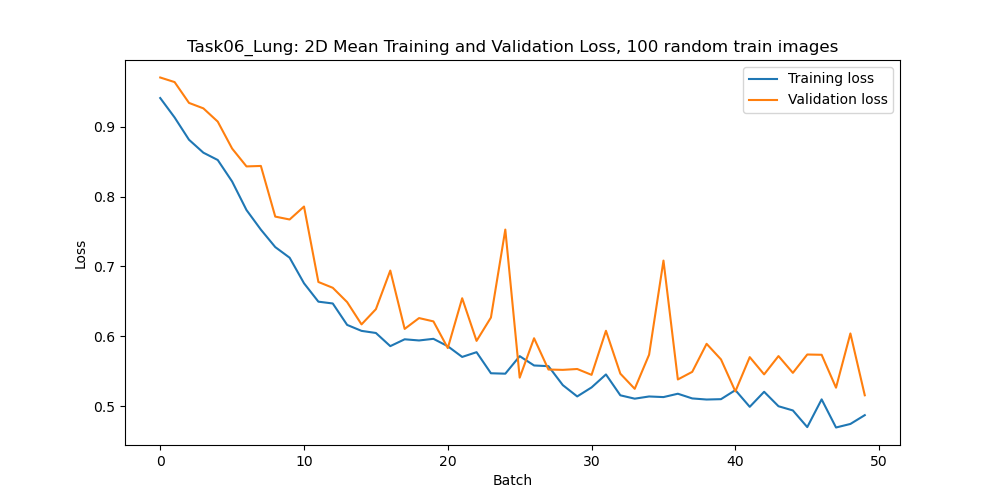 Task06_Lung: 2D Mean Training and Validation Loss, 100 random train images
Training loss
Validation loss
0.9
0.8
0.7
0.6
0.5
Loss
0
10
20
30
40
50
Batch